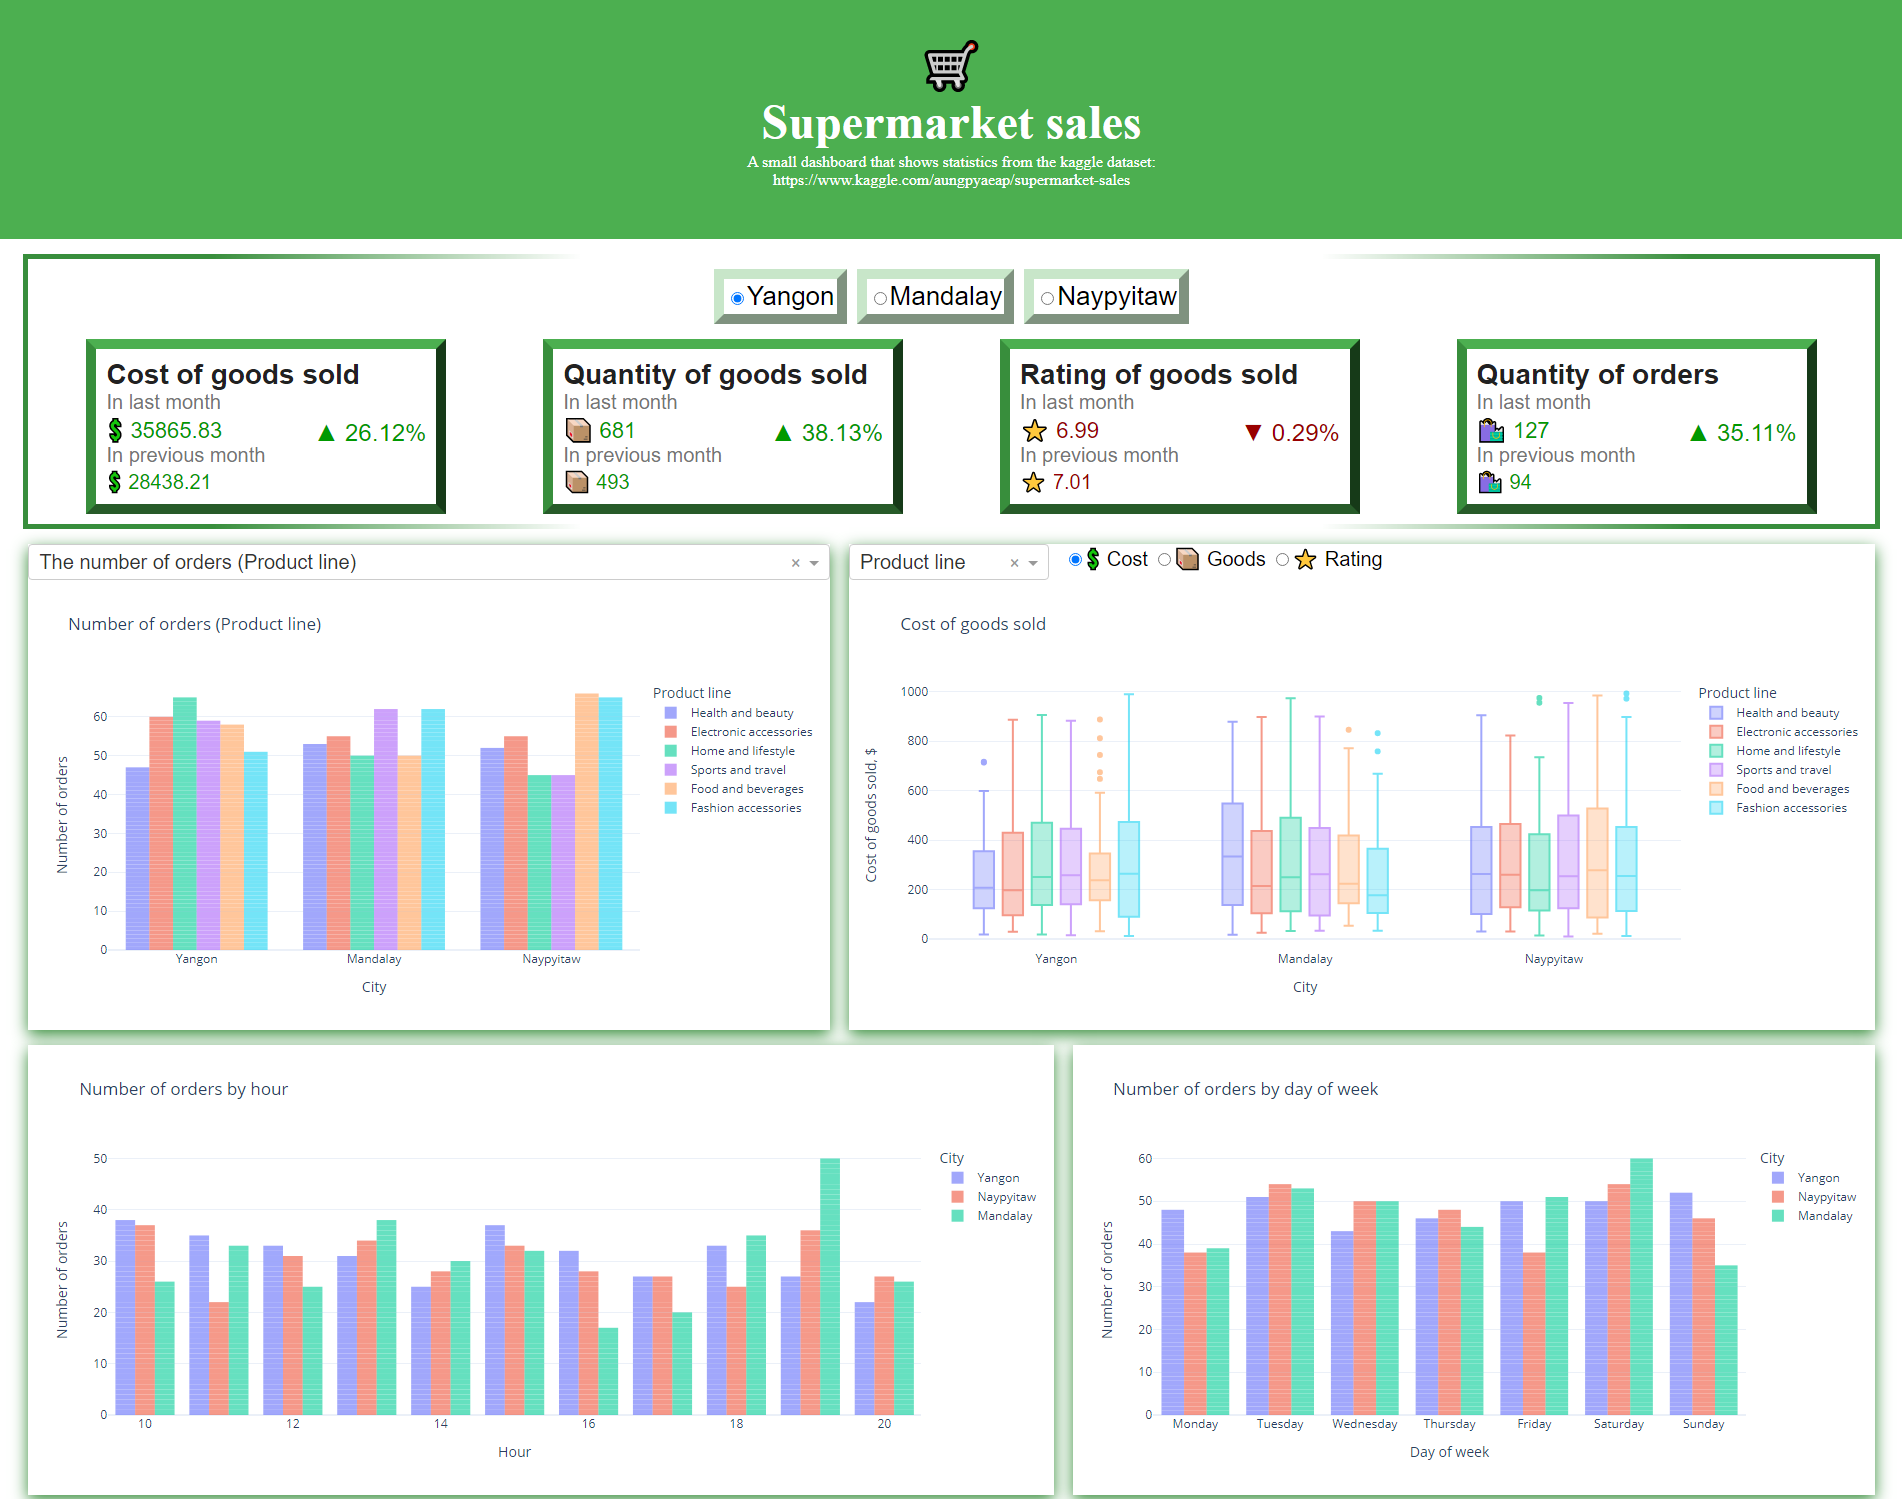 Supermarket sales
A small dashboard that shows statistics from the kaggle dataset:
https://www.kaggle.com/aungpyaeap/supermarket-sales
Yangon
Mandalay
Naypyitaw
Cost of goods sold
In last month
35865.83
▲ 26.12%
In previous month
28438.21
Quantity of goods sold
In last month
681
▲ 38.13%
In previous month
493
Rating of goods sold
In last month
6.99
▼ 0.29%
In previous month
7.01
Quantity of orders
In last month
127
▲ 35.11%
In previous month
94
The number of orders (Product line)
×
Number of orders (Product line)
Number of orders
60
50
40
30
20
10
0
Yangon
Mandalay
Naypyitaw
City
Product line
Health and beauty
Electronic accessories
Home and lifestyle
Sports and travel
Food and beverages
Fashion accessories
Product line
×
Cost
Goods
Rating
Cost of goods sold
Cost of goods sold, $
1000
800
600
400
200
0
Yangon
Mandalay
Naypyitaw
City
Product line
Health and beauty
Electronic accessories
Home and lifestyle
Sports and travel
Food and beverages
Fashion accessories
Number of orders by hour
Number of orders
50
40
30
20
10
0
10
12
14
16
18
20
Hour
City
Yangon
Naypyitaw
Mandalay
Number of orders by day of week
Number of orders
60
50
40
30
20
10
0
Monday
Tuesday
Wednesday
Thursday
Friday
Saturday
Sunday
Day of week
City
Yangon
Naypyitaw
Mandalay